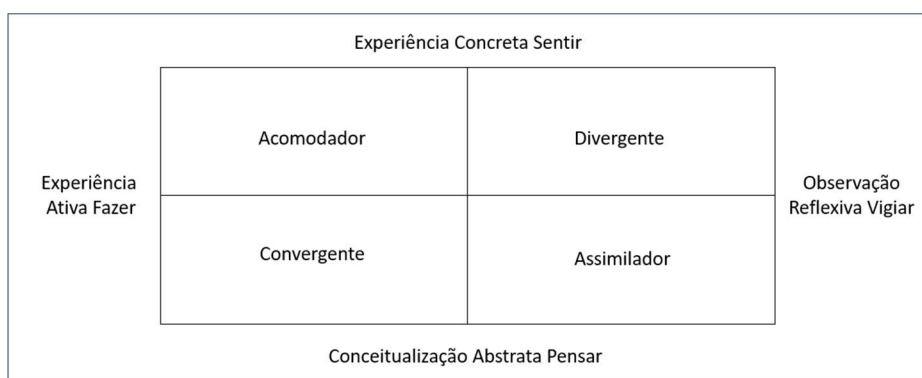 Experiência Concreta Sentir
Acomodador
Divergente
Experiência
Ativa Fazer
Observação
Reflexiva Vigiar
Convergente
Assimilador
Conceitualização Abstrata Pensar